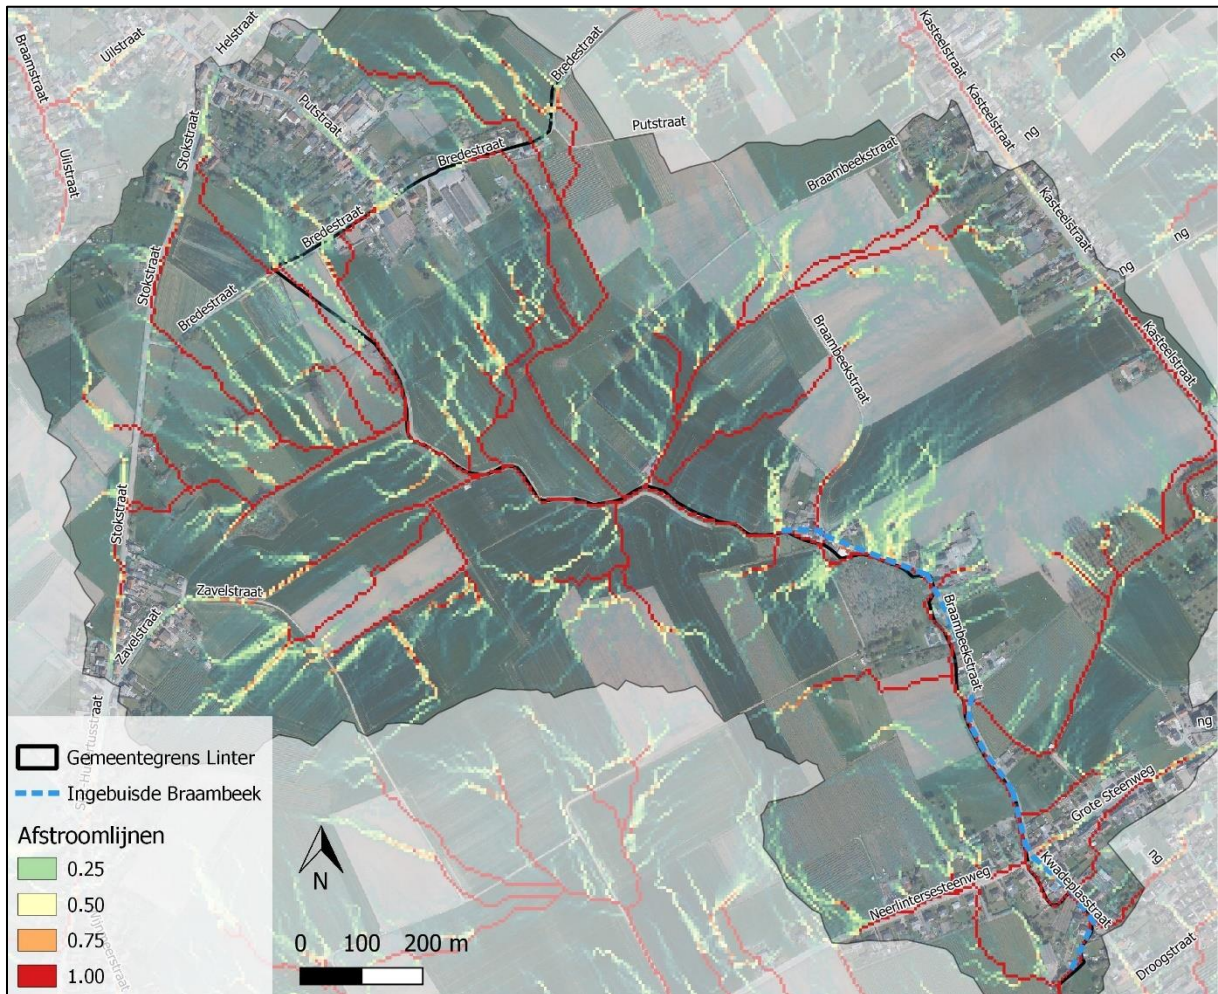 Braamstraat
Uilstraat
Helstraat
Uilstraat
Stokstraat
Putstraat
Bredestraat
Bredestraat
Putstraat
Bredestraat
Bredestraat
Stokstraat
Braambeekstraat
Kasteelstraat
Kasteelstraat
Kasteelstraat
Kasteelstraat
ng
ng
ng
ng
Braambeekstraat
Stokstraat
Zavelstraat
Zavelstraat
Braambeekstraat
ng
Grote Steenweg
Kwadeplasstraat
ng
Neerlintersesteenweg
Droogstraat
Gemeentegrens Linter
Ingebuisde Braambeek
Afstroomlijnen
0.25
0.50
0.75
1.00
N
0 100 200 m